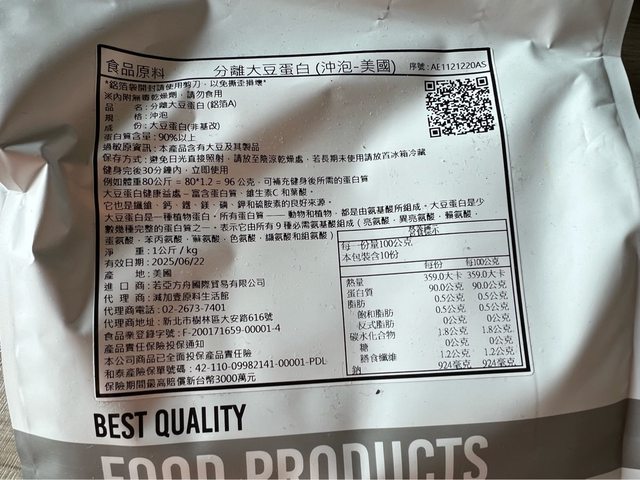 食品原料 分離大豆蛋白 (沖泡-美國) 序號:AE1121220AS
*鋁箔袋開封請使用剪刀,以免撕歪損壞*
※內附無毒乾燥劑,請勿食用
品 名:分離大豆蛋白 (鋁箔A)
規 格:沖泡
成 份:大豆蛋白(非基改)
蛋白質含量:90%以上
過敏原資訊:本產品含有大豆及其製品
保存方式:避免日光直接照射,請放至陰涼乾燥處,若長期未使用請放置冰箱冷藏
健身完後30分鐘內,立即使用
例如體重80公斤 = 80*1.2 = 96 公克,可補充健身後所需的蛋白質
大豆蛋白健康益處 – 富含蛋白質、維生素C 和葉酸。
它也是纖維、鈣、鐵、鎂、磷、鉀和硫胺素的良好來源。
大豆蛋白是一種植物蛋白,所有蛋白質 —— 動物和植物,都是由氨基酸所組成,大豆蛋白是少
數幾種完整的蛋白質之一,表示它由所有 9 種必需氨基酸組成 ( 亮氨酸、異亮氨酸、賴氨酸、
蛋氨酸、苯丙氨酸、蘇氨酸、色氨酸、纈氨酸和組氨酸 )
淨 重:1公斤 / kg
有效日期:2025/06/22
產 地:美國
進 口 商:若亞方舟國際貿易有限公司
代 理 商:減加壹原料生活館
代理商電話:02-2673-7401
代理商地址:新北市樹林區大安路616號
食品業登錄字號:F-200171659-00001-4
產品責任保險投保通知
本公司商品已全面投保產品責任險
和泰產險保單號碼:42-110-09982141-00001-PDL
保險期間最高賠償新台幣3000萬元
營養標示
每一份量100公克
本包裝含10份
每份 每100公克
熱量 359.0大卡 359.0大卡
蛋白質 90.0公克 90.0公克
脂肪 0.5公克 0.5公克
飽和脂肪 0.5公克 0.5公克
反式脂肪 0公克 0公克
碳水化合物 1.8公克 1.8公克
糖 0公克 0公克
膳食纖維 1.2公克 1.2公克
鈉 924毫克 924毫克
BEST QUALITY
FOOD PRODUCTS